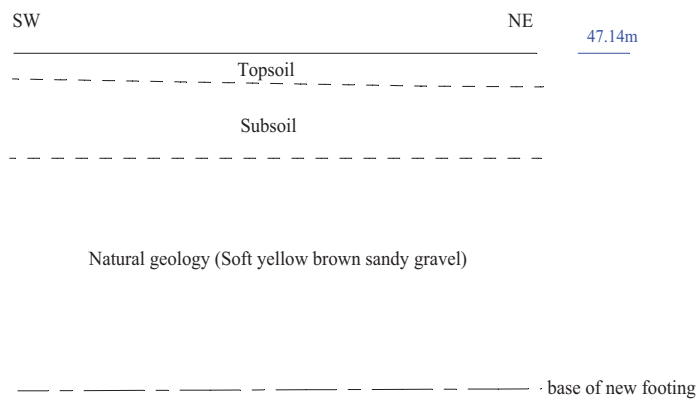 SW
NE
47.14m
Topsoil
Subsoil
Natural geology (Soft yellow brown sandy gravel)
base of new footing